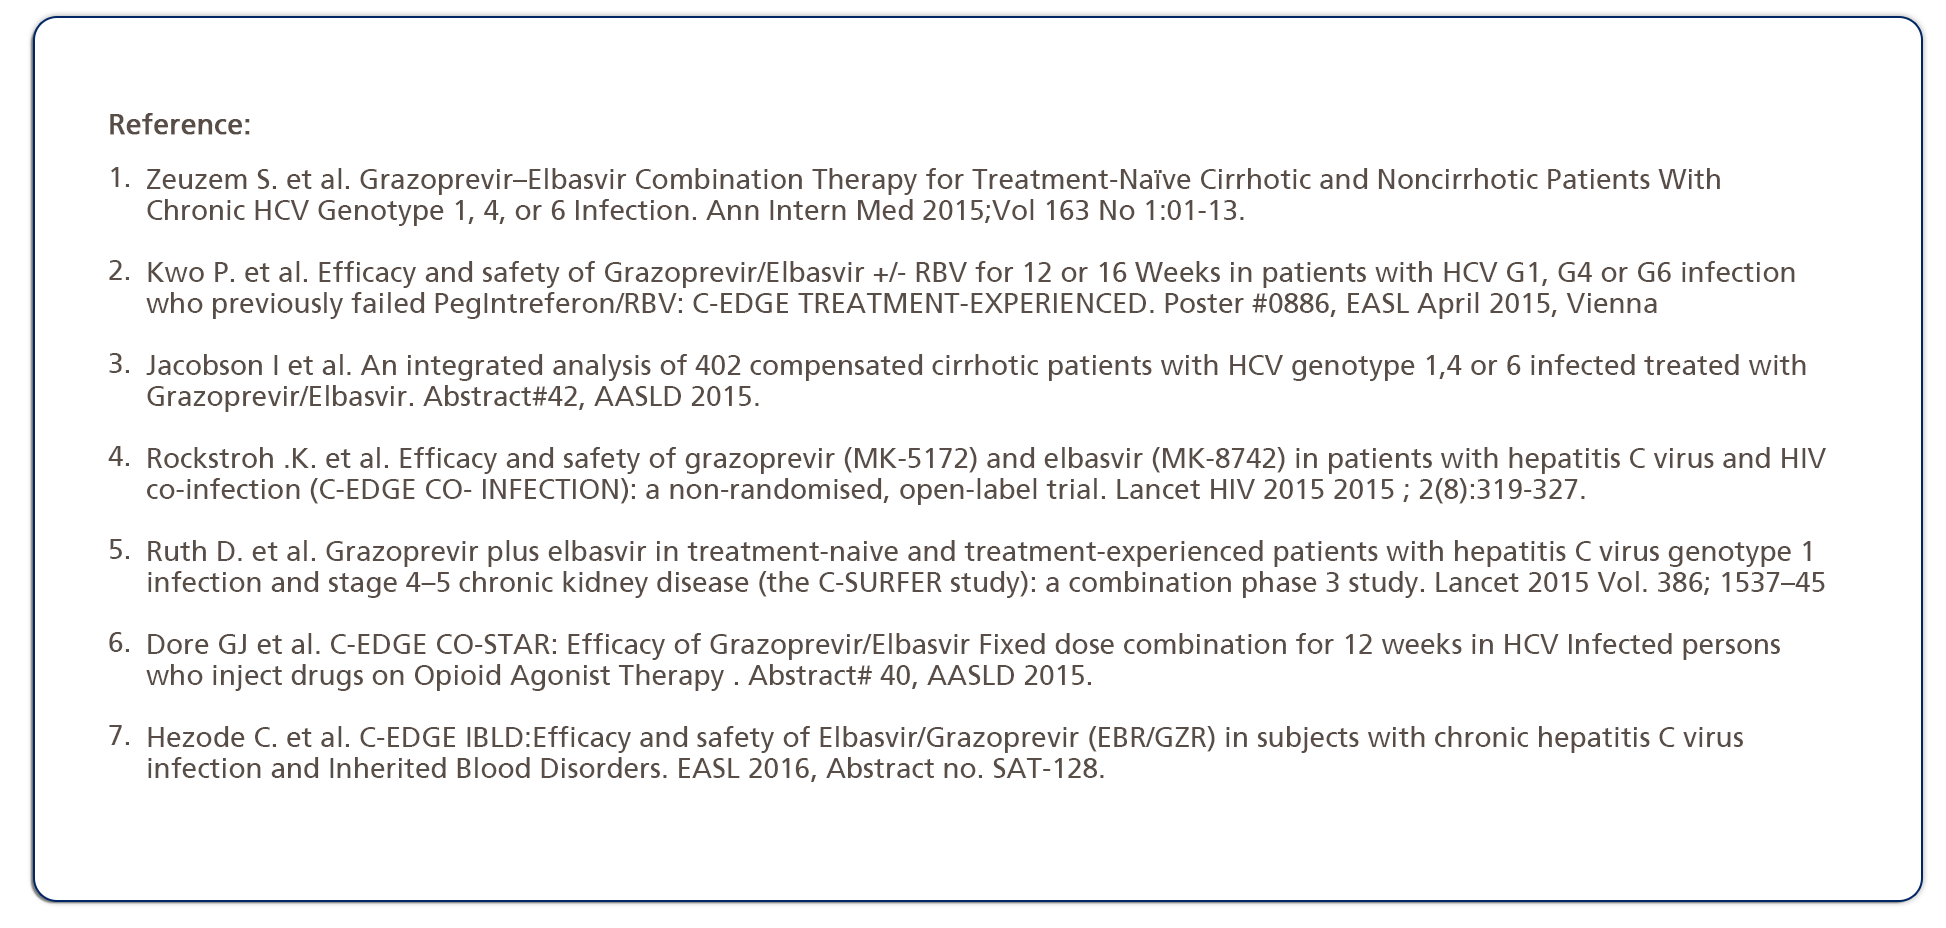 Reference:
1. Zeuzem S. et al. Grazoprevir–Elbasvir Combination Therapy for Treatment-Naïve Cirrhotic and Noncirrhotic Patients With
Chronic HCV Genotype 1, 4, or 6 Infection. Ann Intern Med 2015;Vol 163 No 1:01-13.
2. Kwo P. et al. Efficacy and safety of Grazoprevir/Elbasvir +/- RBV for 12 or 16 Weeks in patients with HCV G1, G4 or G6 infection
who previously failed PegIntreferon/RBV: C-EDGE TREATMENT-EXPERIENCED. Poster #0886, EASL April 2015, Vienna
3. Jacobson I et al. An integrated analysis of 402 compensated cirrhotic patients with HCV genotype 1,4 or 6 infected treated with
Grazoprevir/Elbasvir. Abstract#42, AASLD 2015.
4. Rockstroh .K. et al. Efficacy and safety of grazoprevir (MK-5172) and elbasvir (MK-8742) in patients with hepatitis C virus and HIV
co-infection (C-EDGE CO- INFECTION): a non-randomised, open-label trial. Lancet HIV 2015 2015 ; 2(8):319-327.
5. Ruth D. et al. Grazoprevir plus elbasvir in treatment-naive and treatment-experienced patients with hepatitis C virus genotype 1
infection and stage 4–5 chronic kidney disease (the C-SURFER study): a combination phase 3 study. Lancet 2015 Vol. 386; 1537–45
6. Dore GJ et al. C-EDGE CO-STAR: Efficacy of Grazoprevir/Elbasvir Fixed dose combination for 12 weeks in HCV Infected persons
who inject drugs on Opioid Agonist Therapy . Abstract# 40, AASLD 2015.
7. Hezode C. et al. C-EDGE IBLD:Efficacy and safety of Elbasvir/Grazoprevir (EBR/GZR) in subjects with chronic hepatitis C virus
infection and Inherited Blood Disorders. EASL 2016, Abstract no. SAT-128.